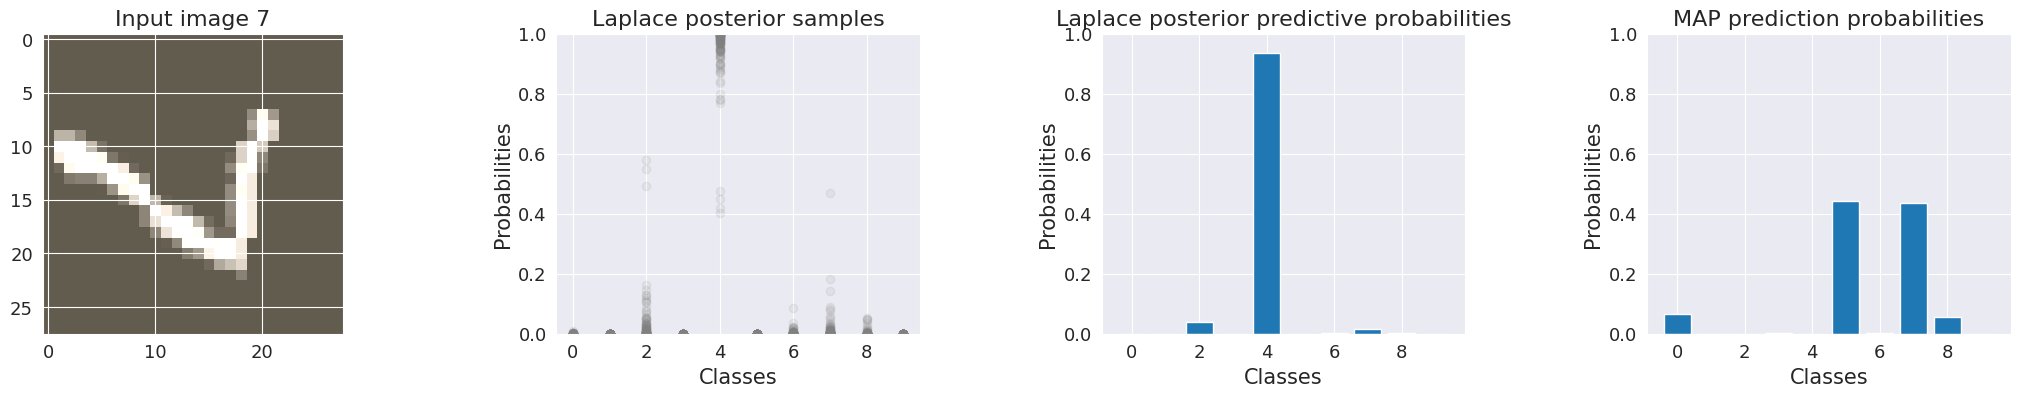 Input image 7
0
5
10
15
20
25
0 10 20
Laplace posterior samples
Probabilities
1.0
0.8
0.6
0.4
0.2
0.0
0 2 4 6 8
Classes
Laplace posterior predictive probabilities
Probabilities
1.0
0.8
0.6
0.4
0.2
0.0
0 2 4 6 8
Classes
MAP prediction probabilities
Probabilities
1.0
0.8
0.6
0.4
0.2
0.0
0 2 4 6 8
Classes